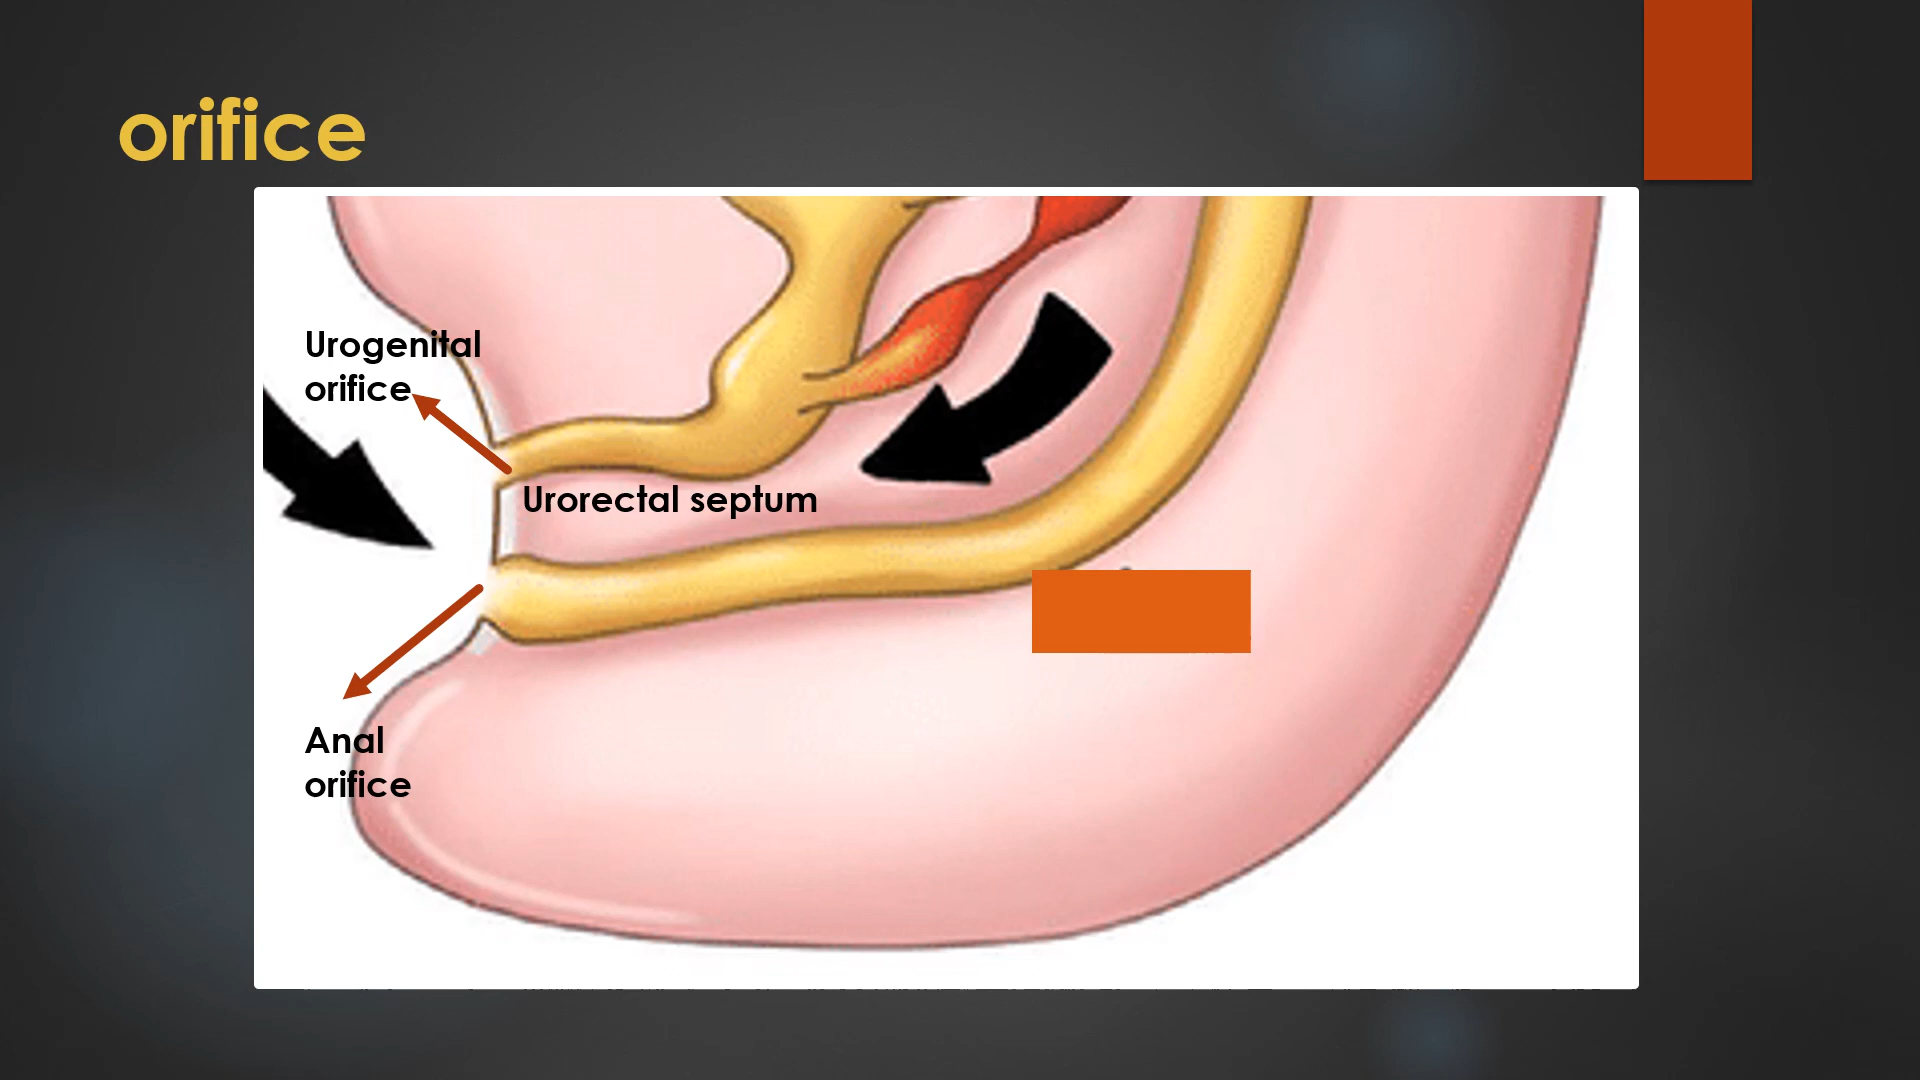 orifice
Urogenital
orifice
Urorectal septum
Anal
orifice